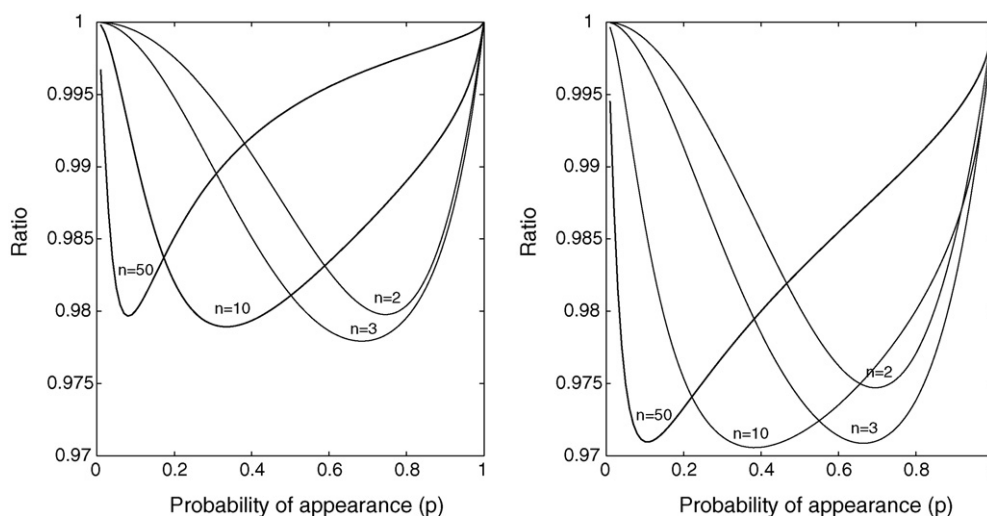 1
0.995
0.99
0.985
0.98
0.975
0.97
Ratio
n=50
n=10
n=2
n=3
0
0.2
0.4
0.6
0.8
1
Probability of appearance (p)
1
0.995
0.99
0.985
0.98
0.975
0.97
Ratio
n=2
n=50
n=10
n=3
0
0.2
0.4
0.6
0.8
Probability of appearance (p)